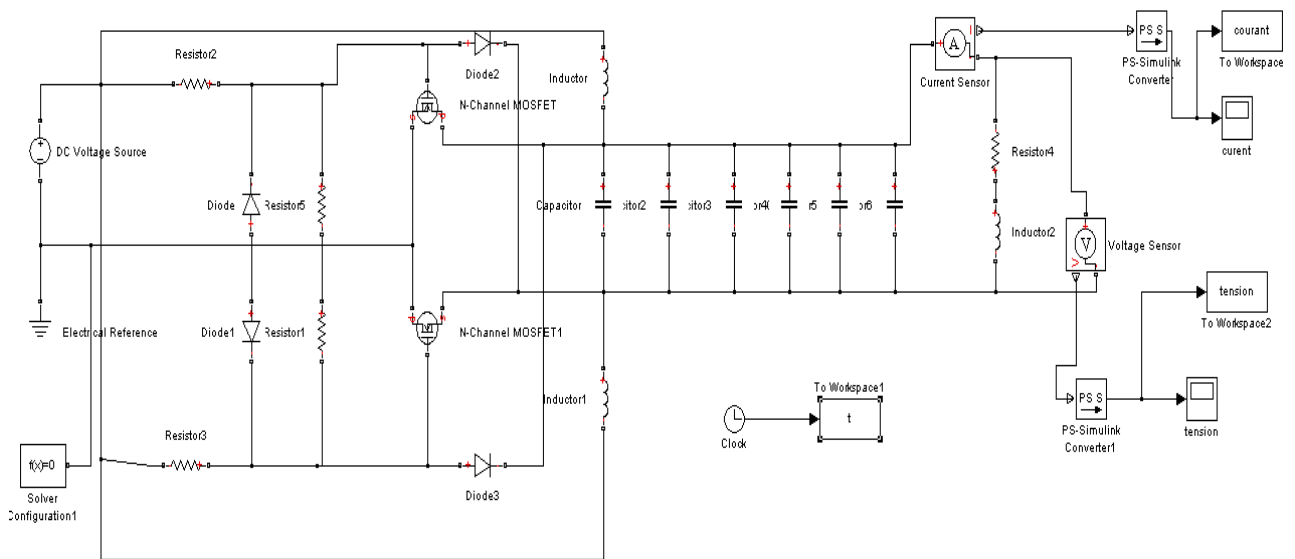 Resistor2
Diode2
Inductor
N-Channel MOSFET
A
I
Current Sensor
PS S
PS-Simulink
Converter
courant
To Workspace
curent
DC Voltage Source
Resistor4
Diode
Resistor5
Capacitor
citor2
citor3
or4
r5
or6
Inductor2
V
V
Voltage Sensor
Electrical Reference
Diode1
Resistor1
N-Channel MOSFET1
tension
To Workspace2
Inductor1
To Workspace1
t
Clock
PS S
PS-Simulink
Converter1
tension
Resistor3
Diode3
f(x)=0
Solver
Configuration1